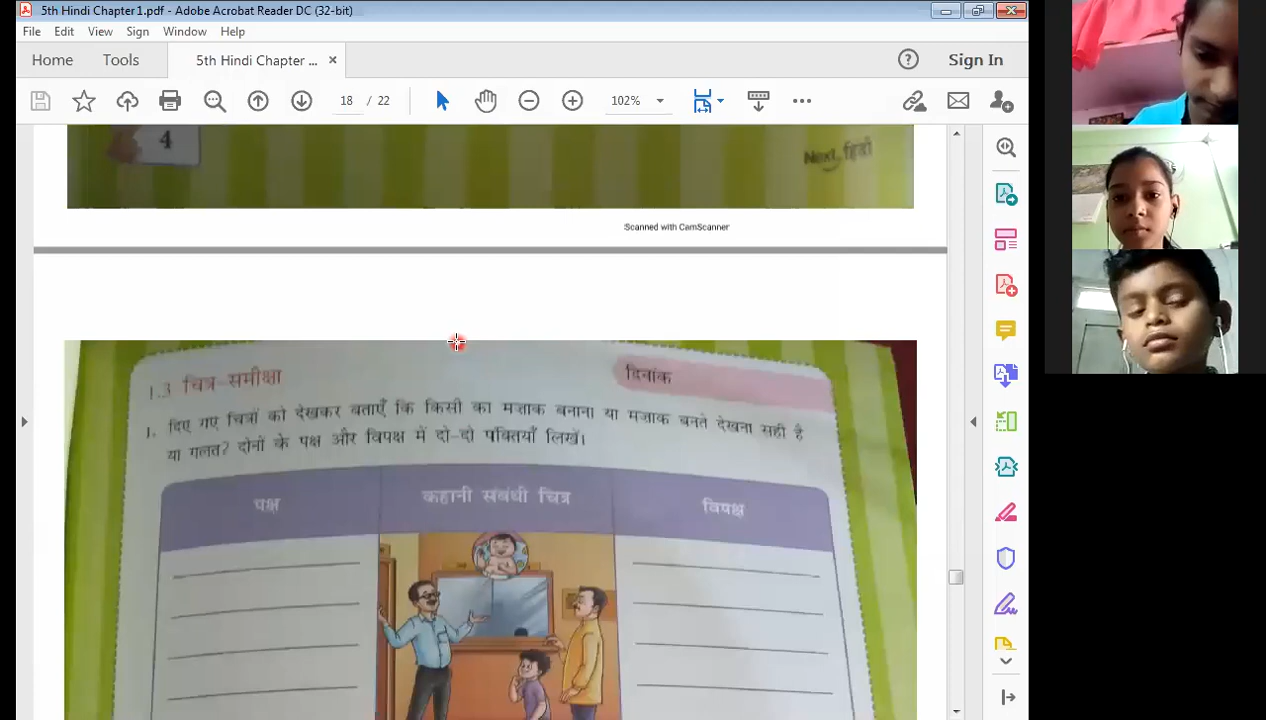 5th Hindi Chapter 1.pdf - Adobe Acrobat Reader DC (32-bit)
File Edit View Sign Window Help
Home Tools 5th Hindi Chapter ... × Sign In
18 / 22 102%
4
Next हिंदी
Scanned with CamScanner
1.3 चित्र-समीक्षा
दिनांक
1. दिए गए चित्रों को देखकर बताएँ कि किसी का मज़ाक बनाना या मज़ाक बनते देखना सही है
या गलत? दोनों के पक्ष और विपक्ष में दो-दो पंक्तियाँ लिखें।
पक्ष कहानी संबंधी चित्र विपक्ष